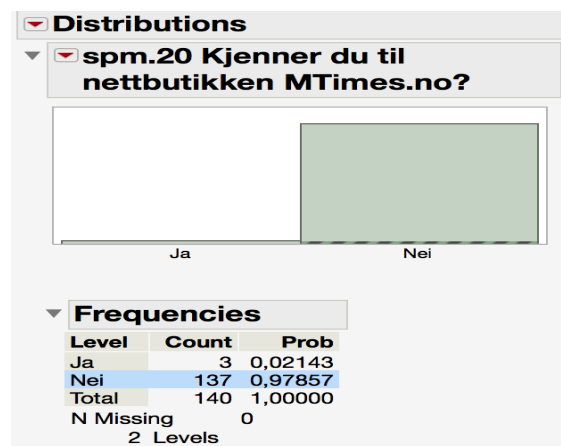 Distributions
spm.20 Kjenner du til
nettbutikken MTimes.no?
Ja Nei
Frequencies
Level Count Prob
Ja 3 0,02143
Nei 137 0,97857
Total 140 1,00000
N Missing 0
2 Levels